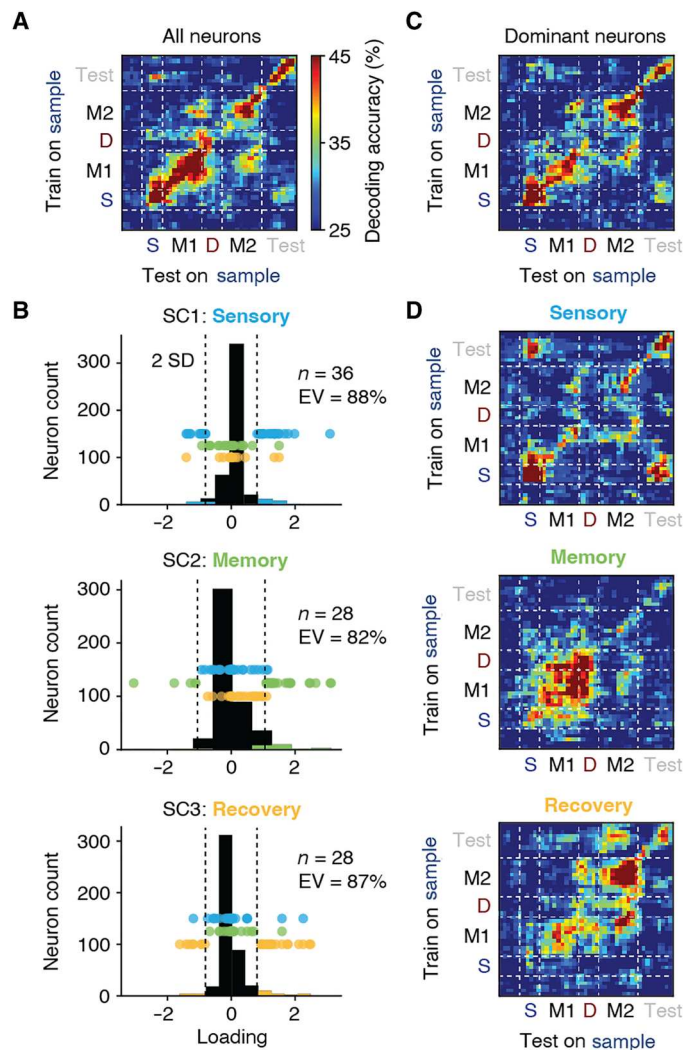 A
All neurons
Train on sample
Test
M2
D
M1
S
S M1 D M2 Test
Test on sample
45
35
25
Decoding accuracy (%)
C
Dominant neurons
Train on sample
Test
M2
D
M1
S
S M1 D M2 Test
Test on sample
B
SC1: Sensory
2 SD
n = 36
EV = 88%
Neuron count
300
200
100
0
−2 0 2
SC2: Memory
n = 28
EV = 82%
Neuron count
300
200
100
0
−2 0 2
SC3: Recovery
n = 28
EV = 87%
Neuron count
300
200
100
0
−2 0 2
Loading
D
Sensory
Train on sample
Test
M2
D
M1
S
S M1 D M2 Test
Memory
Train on sample
Test
M2
D
M1
S
S M1 D M2 Test
Recovery
Train on sample
Test
M2
D
M1
S
S M1 D M2 Test
Test on sample